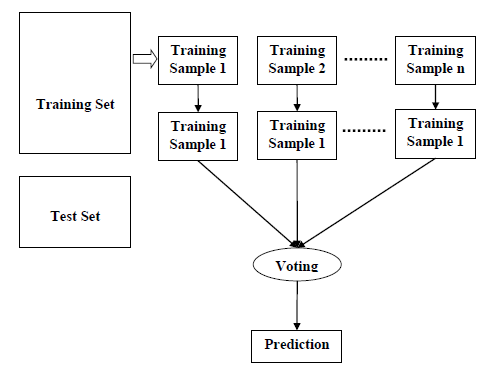 Training
Sample 1
Training
Sample 2
.........
Training
Sample n
Training Set
Training
Sample 1
Training
Sample 1
.........
Training
Sample 1
Test Set
Voting
Prediction